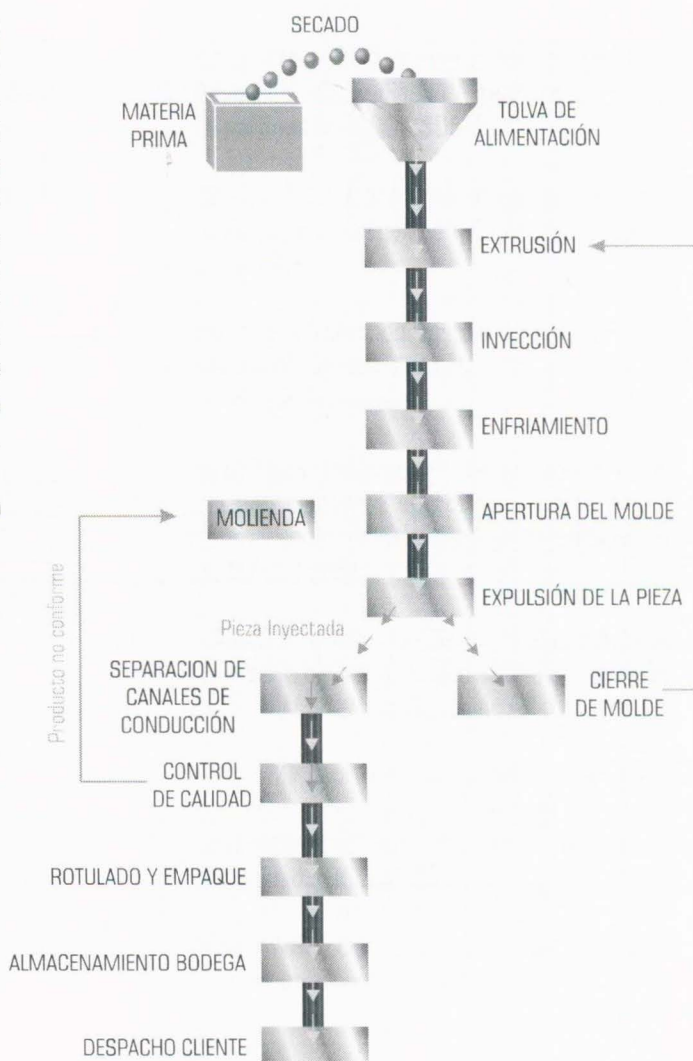 SECADO
MATERIA
PRIMA
TOLVA DE
ALIMENTACIÓN
EXTRUSIÓN
INYECCIÓN
ENFRIAMIENTO
MOLIENDA
APERTURA DEL MOLDE
EXPULSIÓN DE LA PIEZA
Pieza Inyectada
Producto no conforme
SEPARACION DE
CANALES DE
CONDUCCIÓN
CIERRE
DE MOLDE
CONTROL
DE CALIDAD
ROTULADO Y EMPAQUE
ALMACENAMIENTO BODEGA
DESPACHO CLIENTE